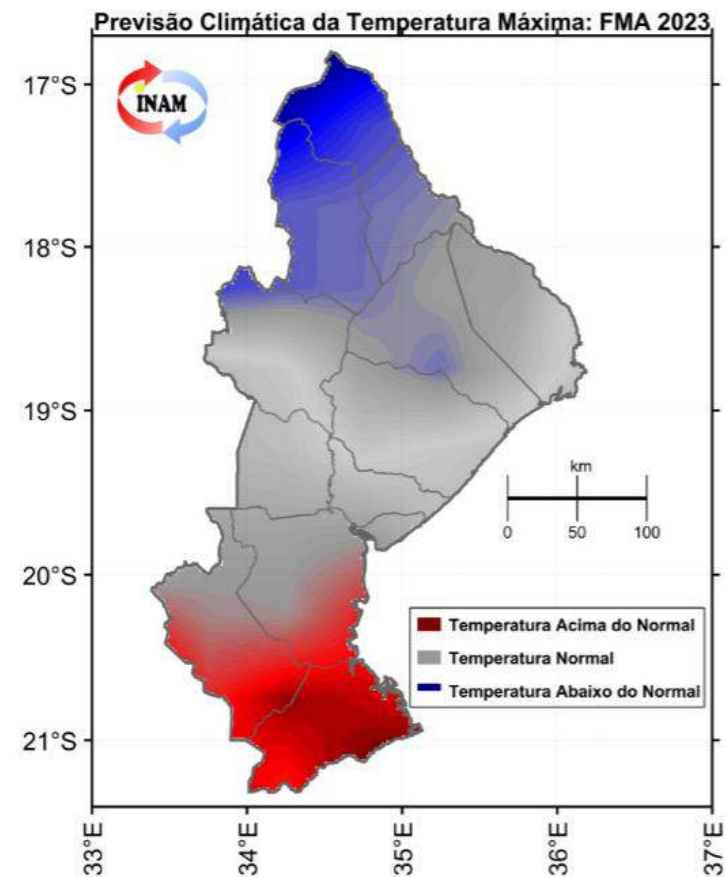 Previsão Climática da Temperatura Máxima: FMA 2023
INAM
17°S
18°S
19°S
20°S
21°S
km
0 50 100
Temperatura Acima do Normal
Temperatura Normal
Temperatura Abaixo do Normal
33°E 34°E 35°E 36°E 37°E